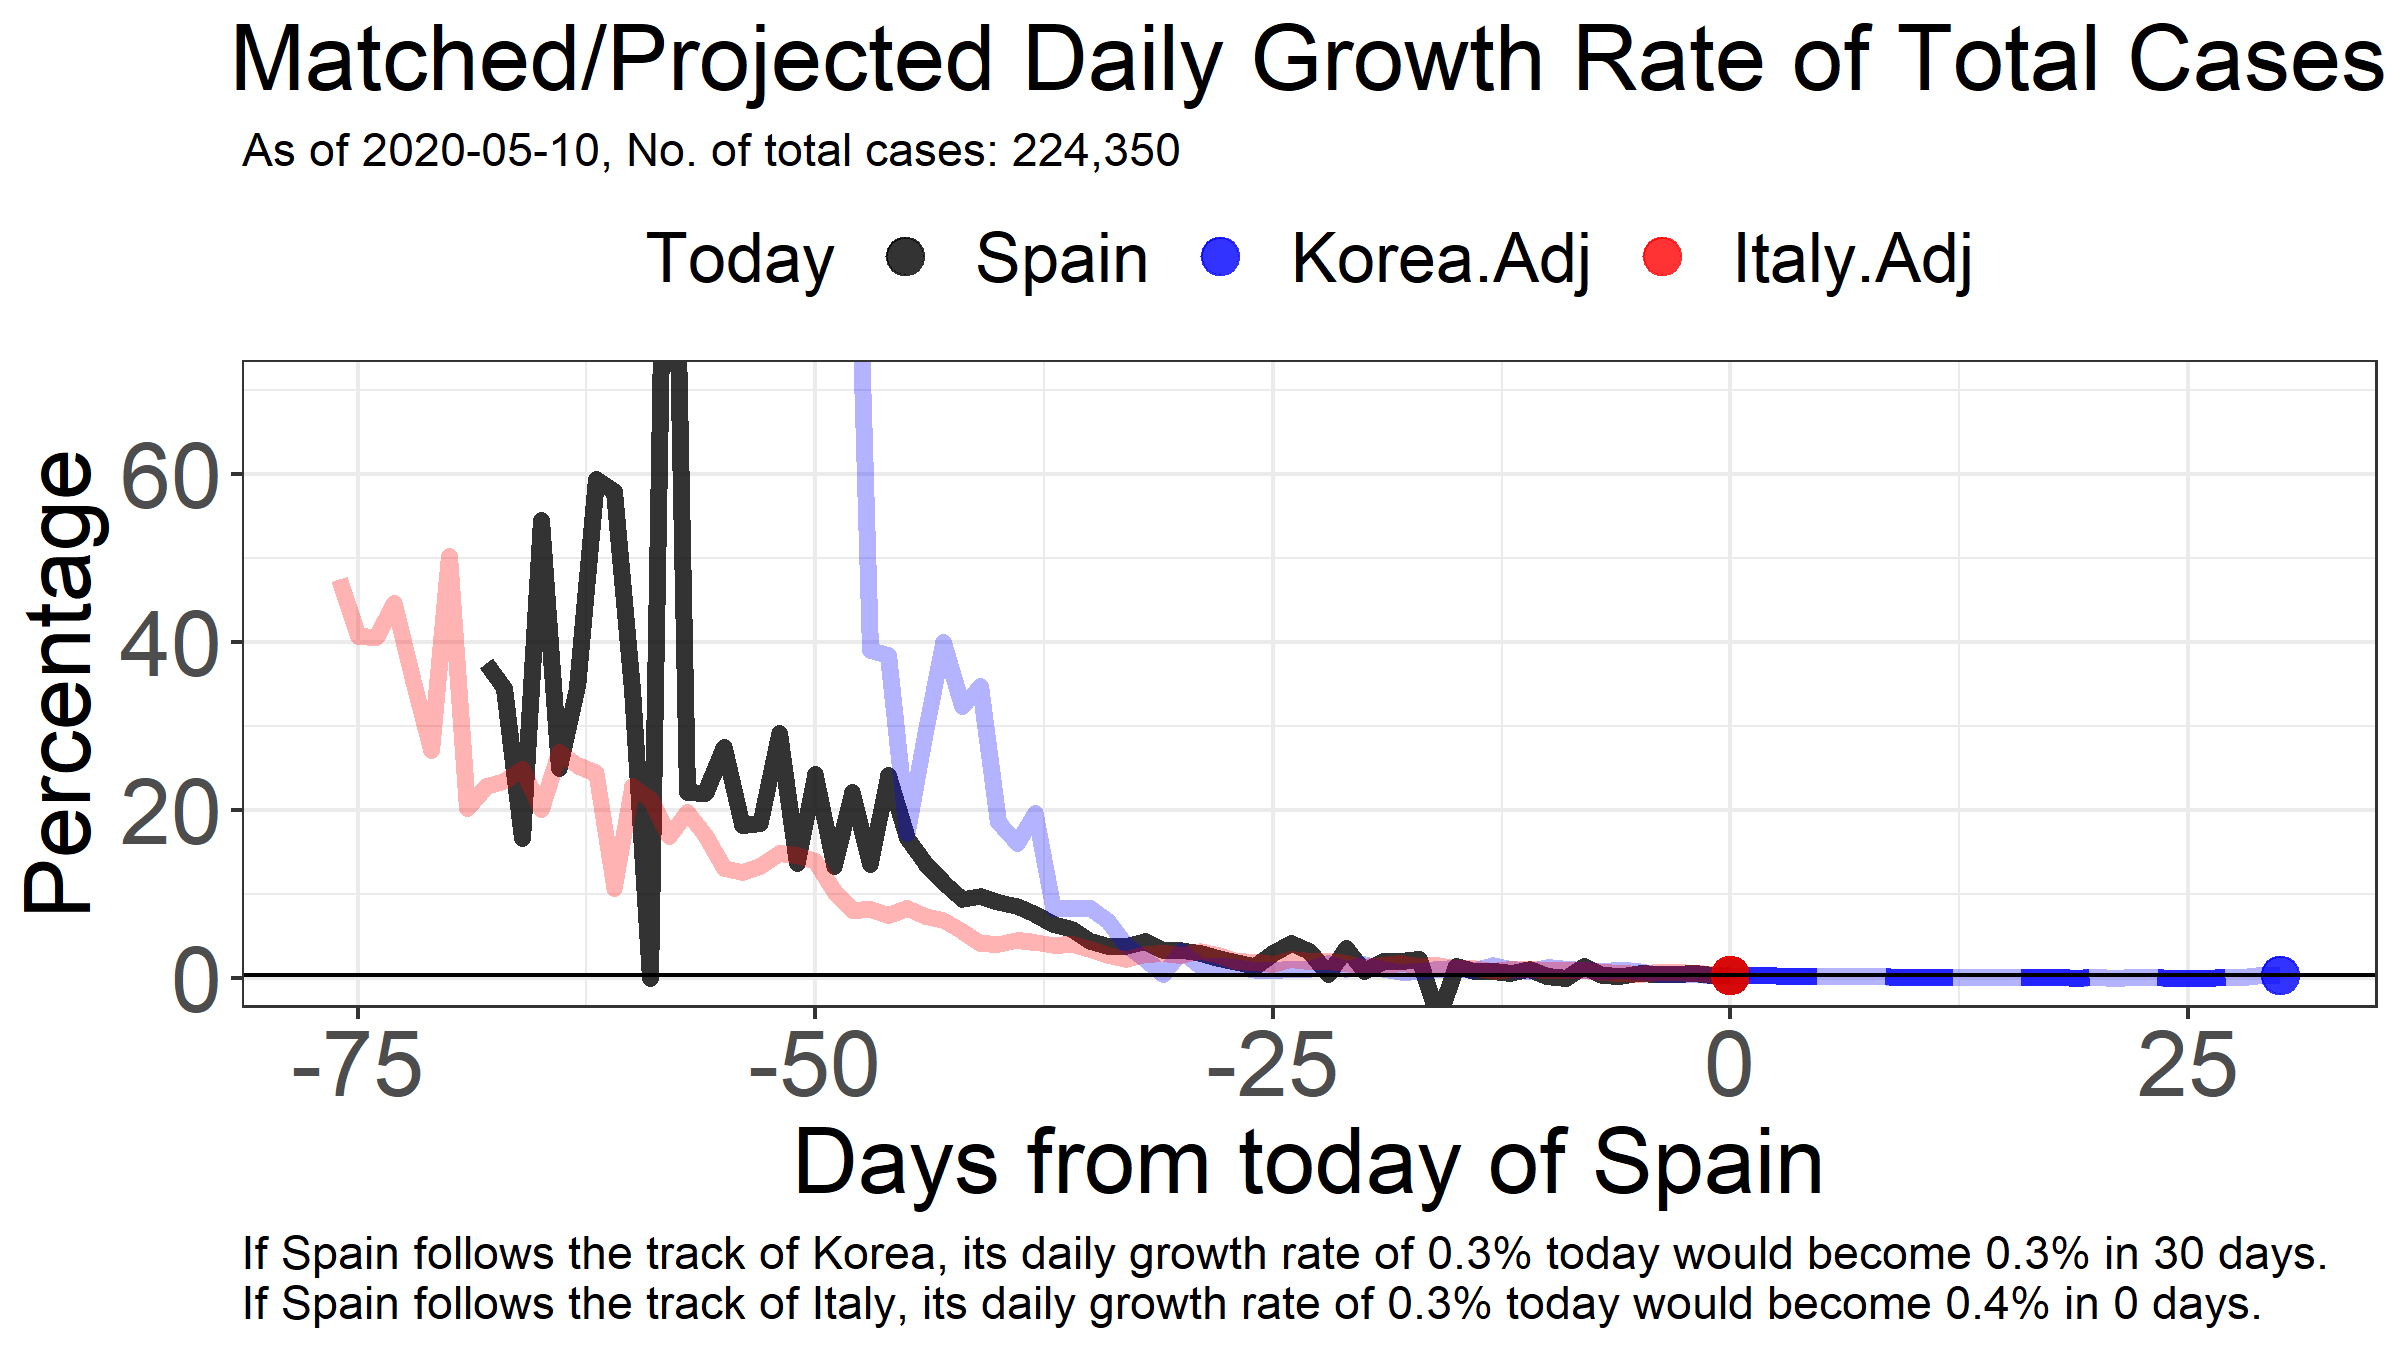 Matched/Projected Daily Growth Rate of Total Cases
As of 2020-05-10, No. of total cases: 224,350
Today Spain Korea.Adj Italy.Adj
Percentage
60
40
20
0
-75 -50 -25 0 25
Days from today of Spain
If Spain follows the track of Korea, its daily growth rate of 0.3% today would become 0.3% in 30 days.
If Spain follows the track of Italy, its daily growth rate of 0.3% today would become 0.4% in 0 days.